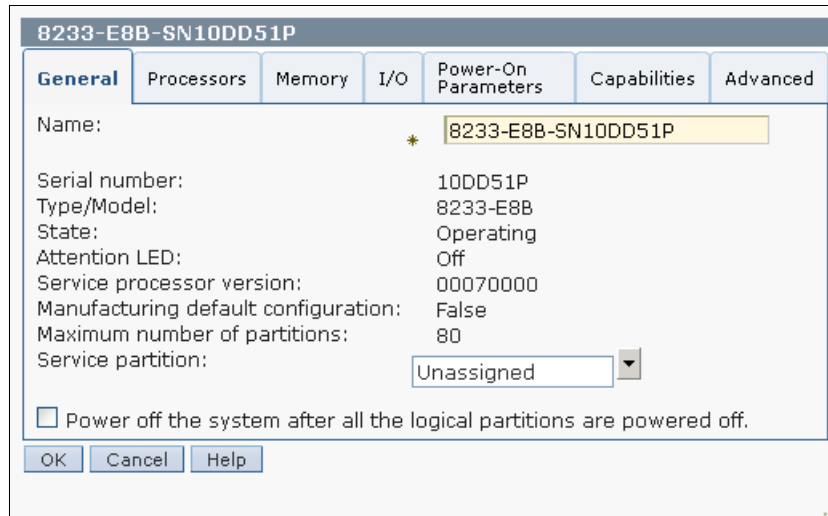 8233-E8B-SN10DD51P
General Processors Memory I/O Power-On Parameters Capabilities Advanced
Name: * 8233-E8B-SN10DD51P
Serial number: 10DD51P
Type/Model: 8233-E8B
State: Operating
Attention LED: Off
Service processor version: 00070000
Manufacturing default configuration: False
Maximum number of partitions: 80
Service partition: Unassigned
Power off the system after all the logical partitions are powered off.
OK Cancel Help